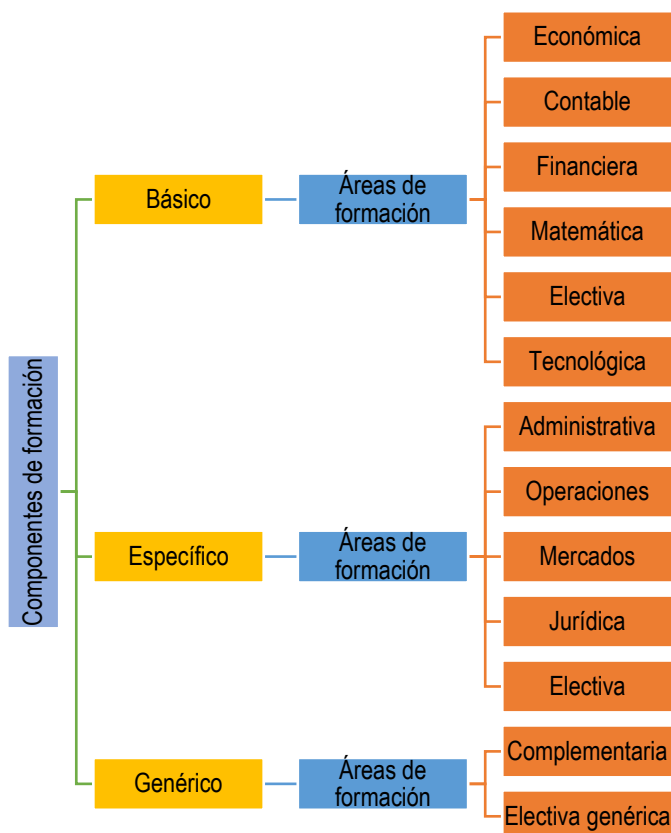 Componentes de formación
Básico
Áreas de
formación
Económica
Contable
Financiera
Matemática
Electiva
Tecnológica
Específico
Áreas de
formación
Administrativa
Operaciones
Mercados
Jurídica
Electiva
Genérico
Áreas de
formación
Complementaria
Electiva genérica